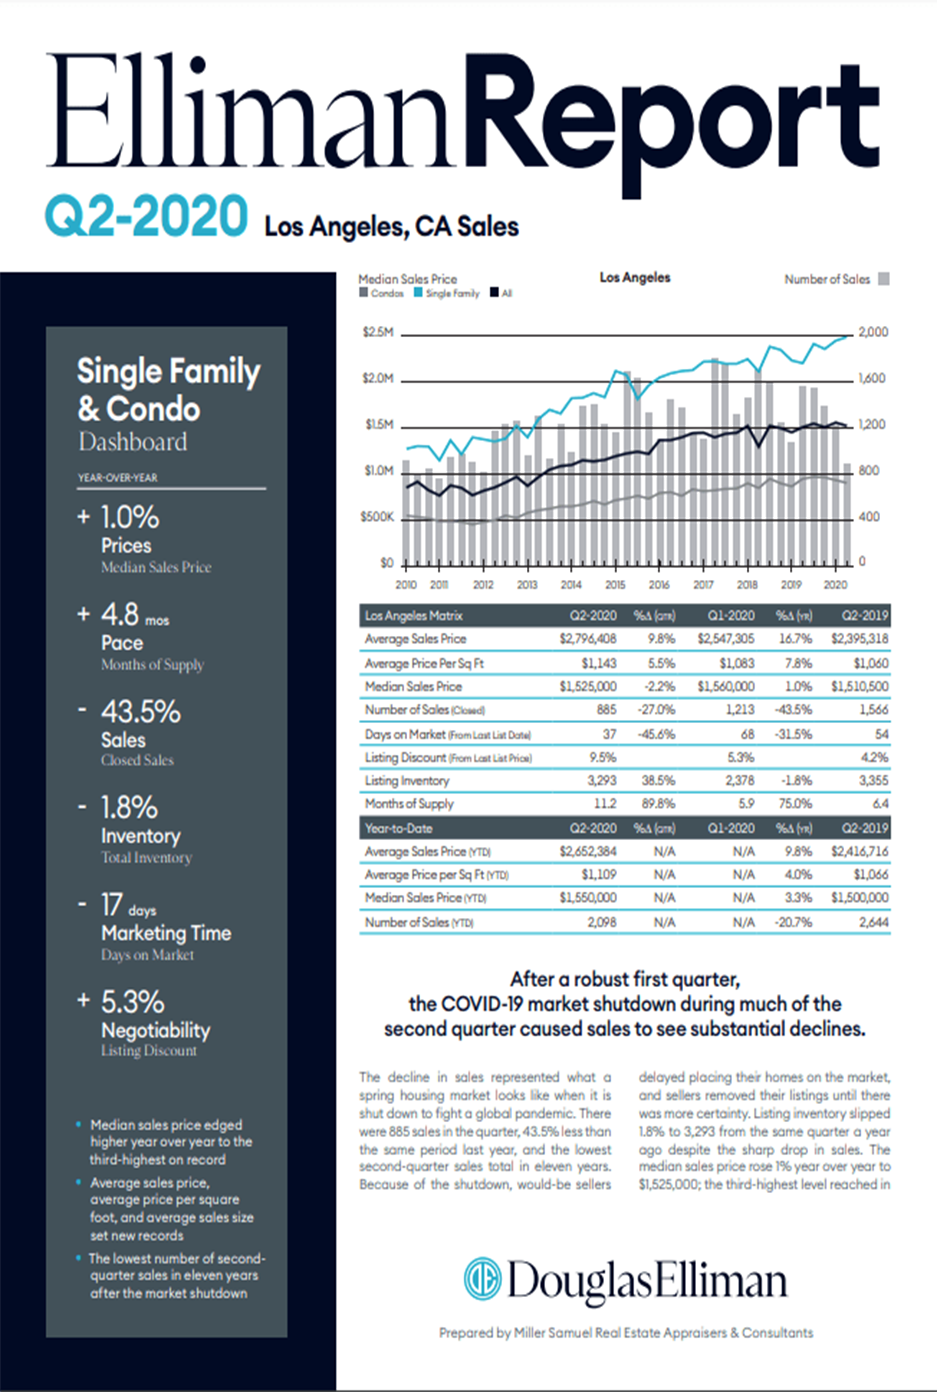 EllimanReport
Q2-2020 Los Angeles, CA Sales
Single Family
& Condo
Dashboard
YEAR-OVER-YEAR
+ 1.0%
Prices
Median Sales Price
+ 4.8 mos
Pace
Months of Supply
- 43.5%
Sales
Closed Sales
- 1.8%
Inventory
Total Inventory
- 17 days
Marketing Time
Days on Market
+ 5.3%
Negotiability
Listing Discount
• Median sales price edged
higher year over year to the
third-highest on record
• Average sales price,
average price per square
foot, and average sales size
set new records
• The lowest number of second-
quarter sales in eleven years
after the market shutdown
Median Sales Price Los Angeles Number of Sales
Condos Single Family All
$2.5M 2,000
$2.0M 1,600
$1.5M 1,200
$1.0M 800
$500K 400
$0 0
2010 2011 2012 2013 2014 2015 2016 2017 2018 2019 2020
Los Angeles Matrix Q2-2020 %Δ (QTR) Q1-2020 %Δ (YR) Q2-2019
Average Sales Price $2,796,408 9.8% $2,547,305 16.7% $2,395,318
Average Price Per Sq Ft $1,143 5.5% $1,083 7.8% $1,060
Median Sales Price $1,525,000 -2.2% $1,560,000 1.0% $1,510,500
Number of Sales (Closed) 885 -27.0% 1,213 -43.5% 1,566
Days on Market (From Last List Date) 37 -45.6% 68 -31.5% 54
Listing Discount (From Last List Price) 9.5% 5.3% 4.2%
Listing Inventory 3,293 38.5% 2,378 -1.8% 3,355
Months of Supply 11.2 89.8% 5.9 75.0% 6.4
Year-to-Date Q2-2020 %Δ (QTR) Q1-2020 %Δ (YR) Q2-2019
Average Sales Price (YTD) $2,652,384 N/A N/A 9.8% $2,416,716
Average Price per Sq Ft (YTD) $1,109 N/A N/A 4.0% $1,066
Median Sales Price (YTD) $1,550,000 N/A N/A 3.3% $1,500,000
Number of Sales (YTD) 2,098 N/A N/A -20.7% 2,644
After a robust first quarter,
the COVID-19 market shutdown during much of the
second quarter caused sales to see substantial declines.
The decline in sales represented what a
spring housing market looks like when it is
shut down to fight a global pandemic. There
were 885 sales in the quarter, 43.5% less than
the same period last year, and the lowest
second-quarter sales total in eleven years.
Because of the shutdown, would-be sellers
delayed placing their homes on the market,
and sellers removed their listings until there
was more certainty. Listing inventory slipped
1.8% to 3,293 from the same quarter a year
ago despite the sharp drop in sales. The
median sales price rose 1% year over year to
$1,525,000; the third-highest level reached in
DE DouglasElliman
Prepared by Miller Samuel Real Estate Appraisers & Consultants